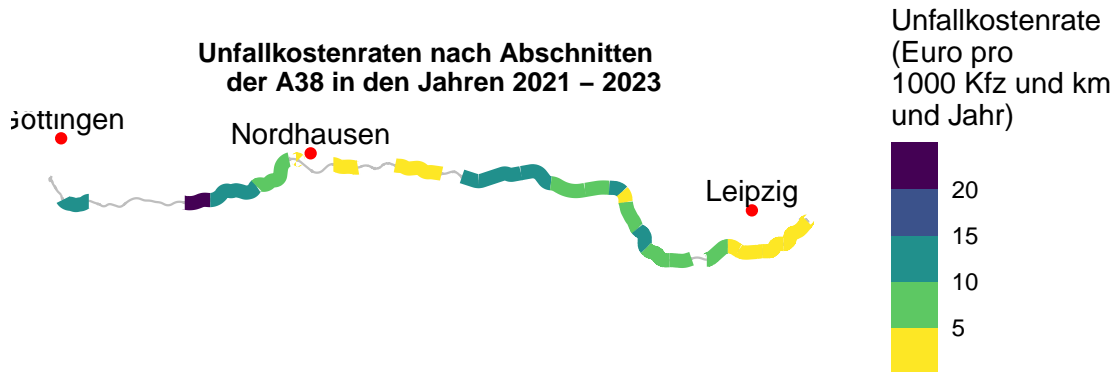 Unfallkostenraten nach Abschnitten
der A38 in den Jahren 2021 – 2023
Göttingen
Nordhausen
Leipzig
Unfallkostenrate
(Euro pro
1000 Kfz und km
und Jahr)
20
15
10
5